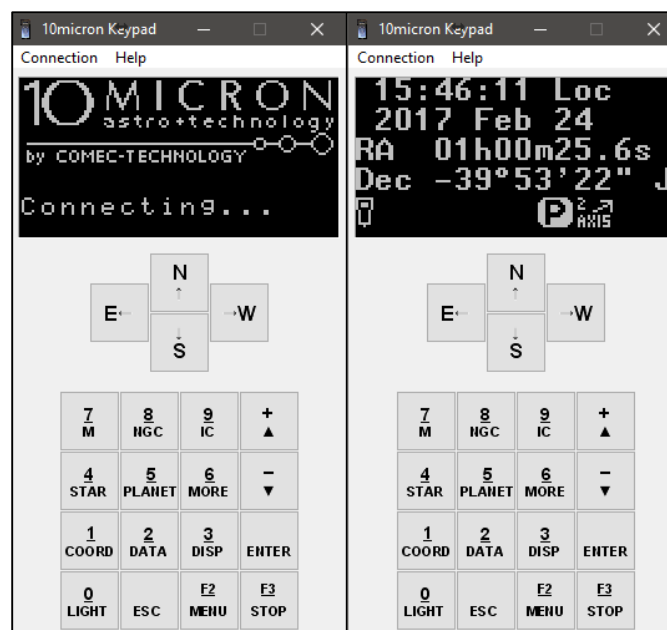 10micron Keypad
Connection Help
10 MICRON
astro+technology
by COMEC-TECHNOLOGY
Connecting...
N
E W
S
7 8 9 +
M NGC IC
4 5 6 -
STAR PLANET MORE
1 2 3
COORD DATA DISP ENTER
0 F2 F3
LIGHT ESC MENU STOP
10micron Keypad
Connection Help
15:46:11 Loc
2017 Feb 24
RA 01h00m25.6s
Dec -39°53'22" J
P 2 AXIS
N
E W
S
7 8 9 +
M NGC IC
4 5 6 -
STAR PLANET MORE
1 2 3
COORD DATA DISP ENTER
0 F2 F3
LIGHT ESC MENU STOP